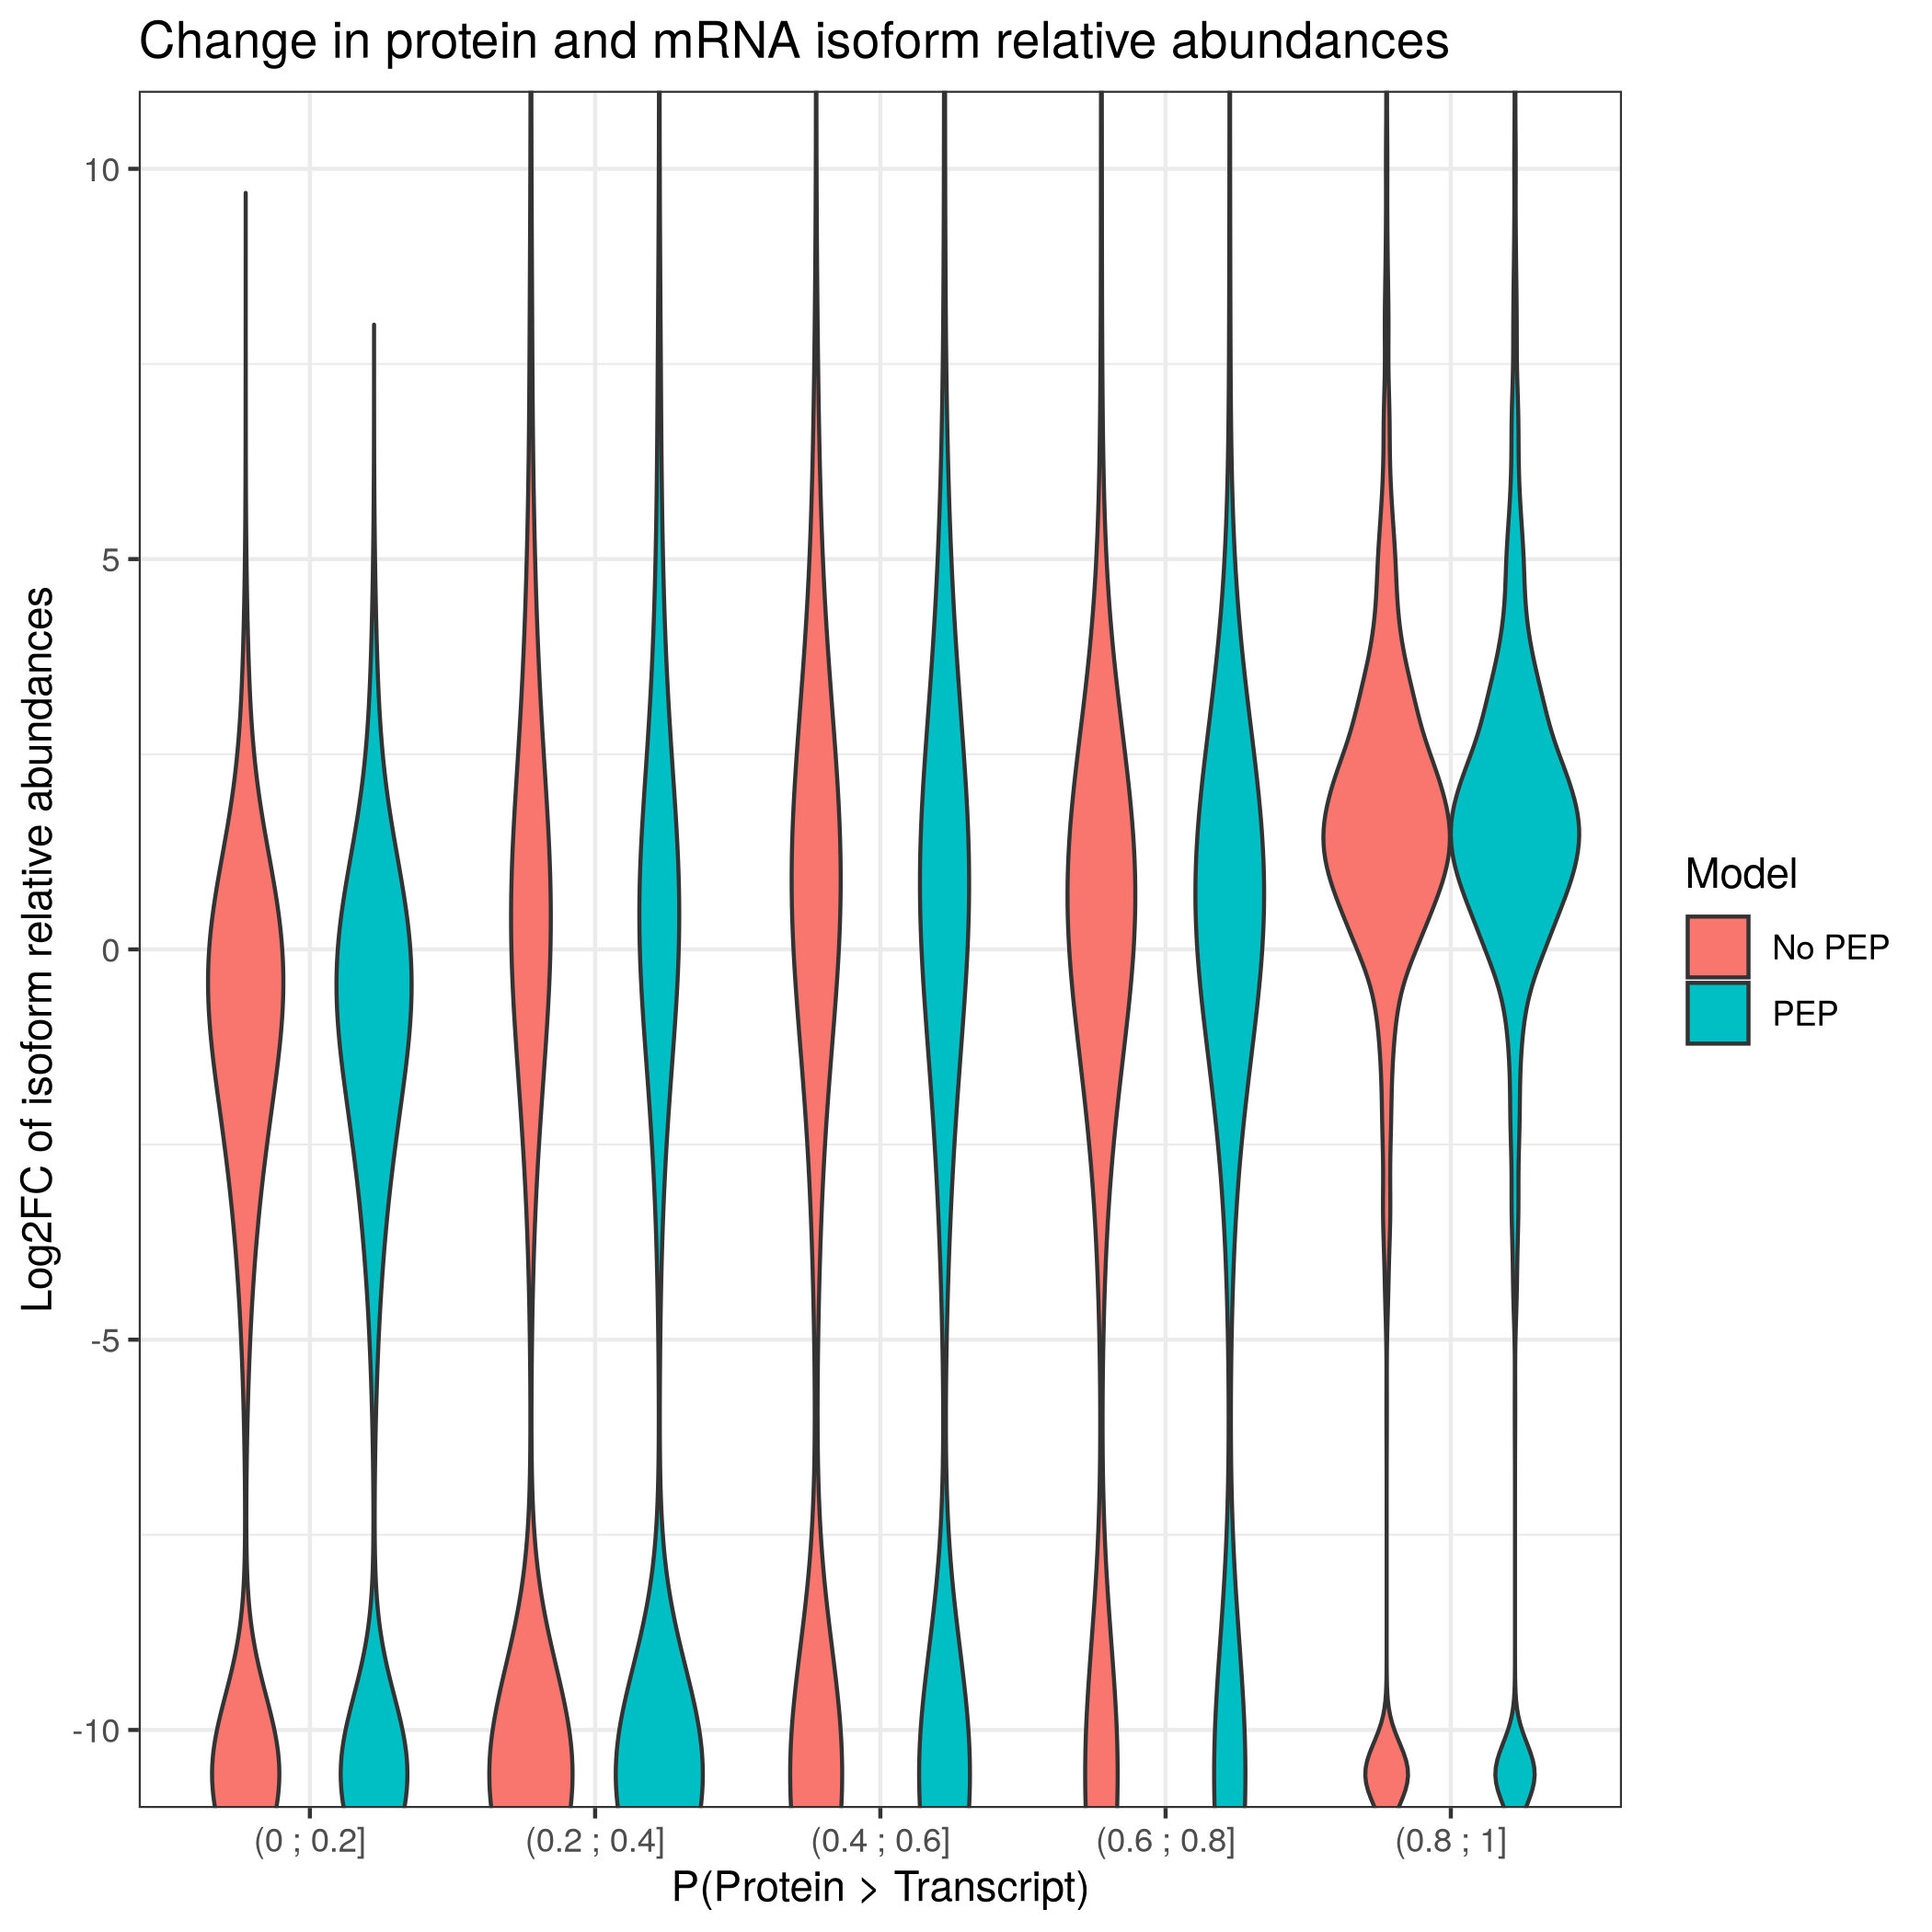 Change in protein and mRNA isoform relative abundances
10
5
0
-5
-10
Log2FC of isoform relative abundances
(0 ; 0.2]
(0.2 ; 0.4]
(0.4 ; 0.6]
(0.6 ; 0.8]
(0.8 ; 1]
P(Protein > Transcript)
Model
No PEP
PEP